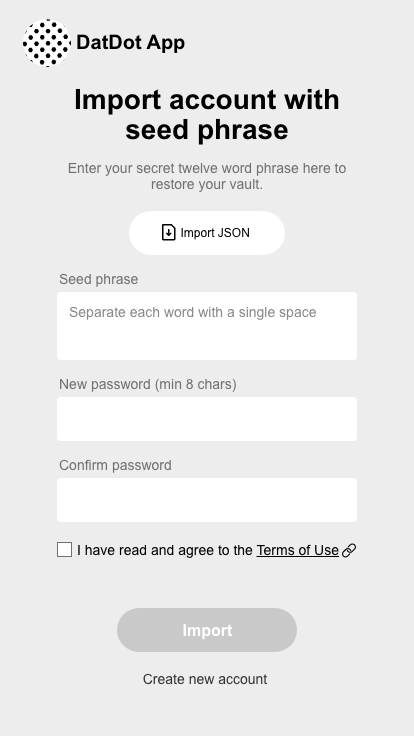 DatDot App
Import account with
seed phrase
Enter your secret twelve word phrase here to
restore your vault.
Import JSON
Seed phrase
Separate each word with a single space
New password (min 8 chars)
Confirm password
I have read and agree to the Terms of Use
Import
Create new account